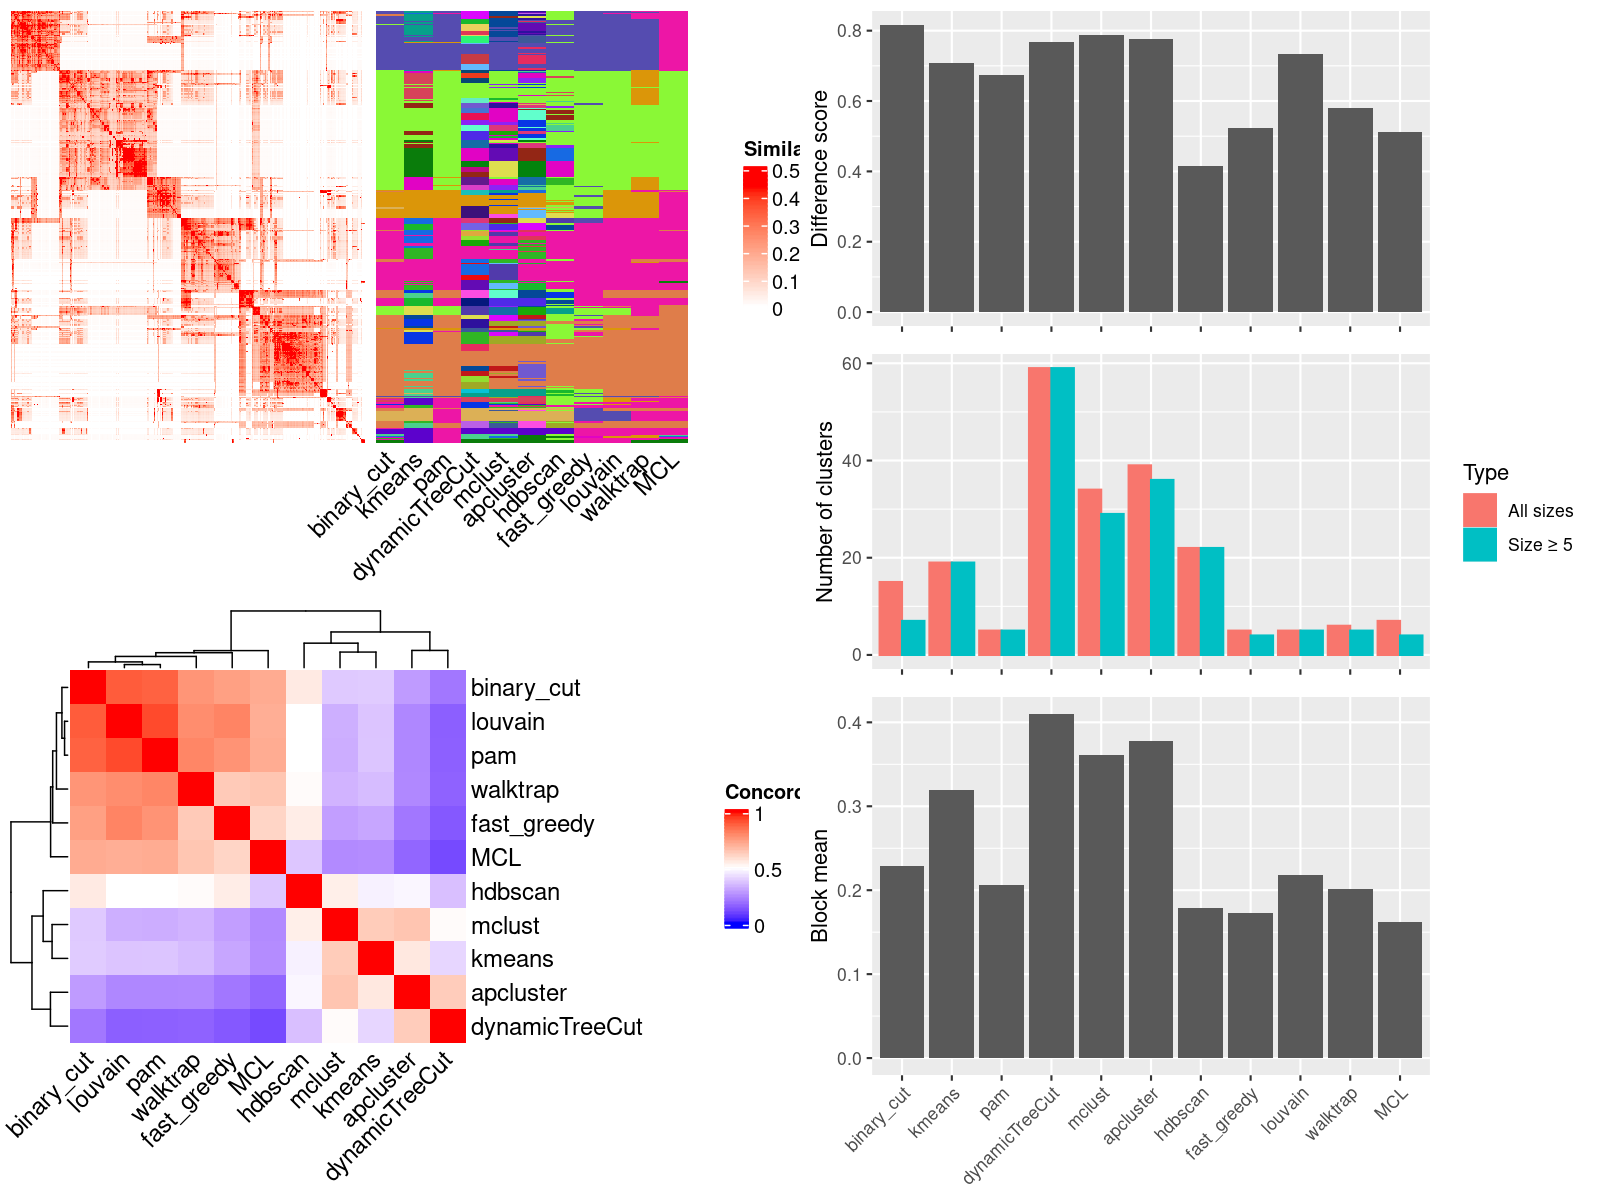 Simila
0.5
0.4
0.3
0.2
0.1
0
binary_cut
kmeans
pam
dynamicTreeCut
mclust
apcluster
hdbscan
fast_greedy
louvain
walktrap
MCL
binary_cut
louvain
pam
walktrap
fast_greedy
MCL
hdbscan
mclust
kmeans
apcluster
dynamicTreeCut
Concord
1
0.5
0
binary_cut
louvain
pam
walktrap
fast_greedy
MCL
hdbscan
mclust
kmeans
apcluster
dynamicTreeCut
Difference score
0.8
0.6
0.4
0.2
0.0
Number of clusters
60
40
20
0
Type
All sizes
Size ≥ 5
Block mean
0.4
0.3
0.2
0.1
0.0
binary_cut
kmeans
pam
dynamicTreeCut
mclust
apcluster
hdbscan
fast_greedy
louvain
walktrap
MCL